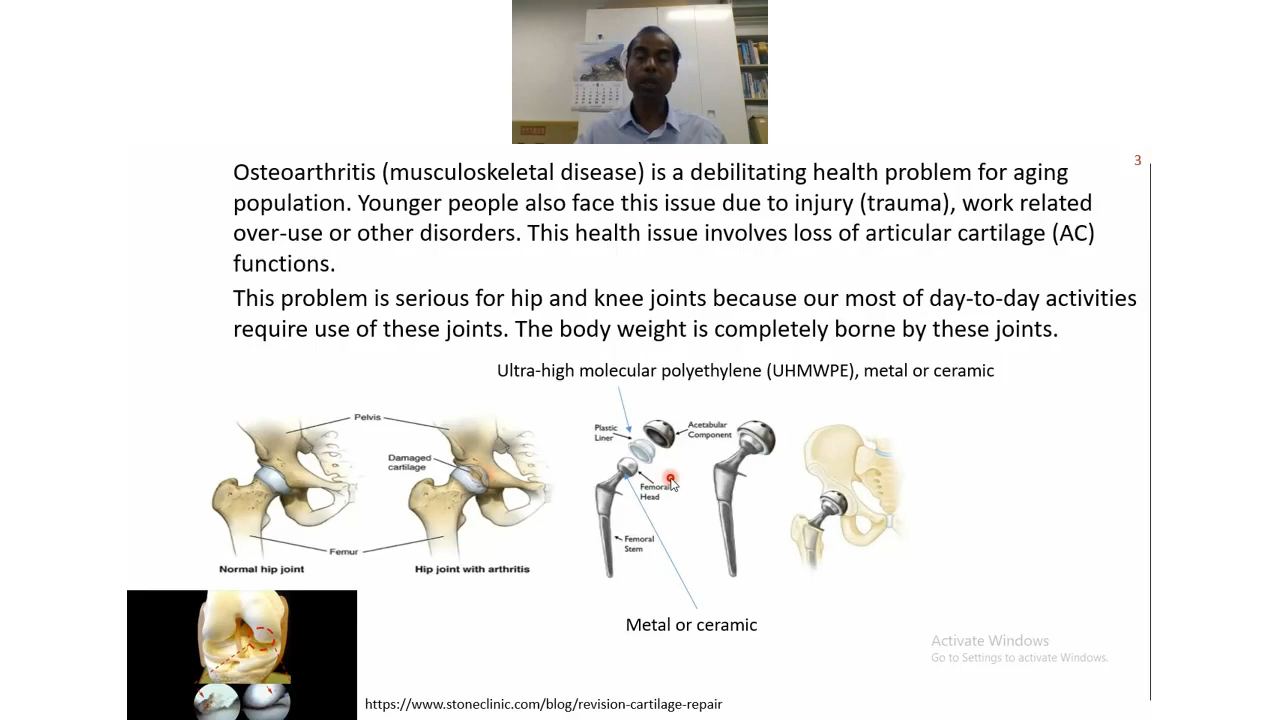 3
Osteoarthritis (musculoskeletal disease) is a debilitating health problem for aging
population. Younger people also face this issue due to injury (trauma), work related
over-use or other disorders. This health issue involves loss of articular cartilage (AC)
functions.
This problem is serious for hip and knee joints because our most of day-to-day activities
require use of these joints. The body weight is completely borne by these joints.
Ultra-high molecular polyethylene (UHMWPE), metal or ceramic
Pelvis
Damaged
cartilage
Femur
Normal hip joint
Hip joint with arthritis
Plastic
Liner
Acetabular
Component
Femoral
Head
Femoral
Stem
Metal or ceramic
Activate Windows
Go to Settings to activate Windows.
https://www.stoneclinic.com/blog/revision-cartilage-repair